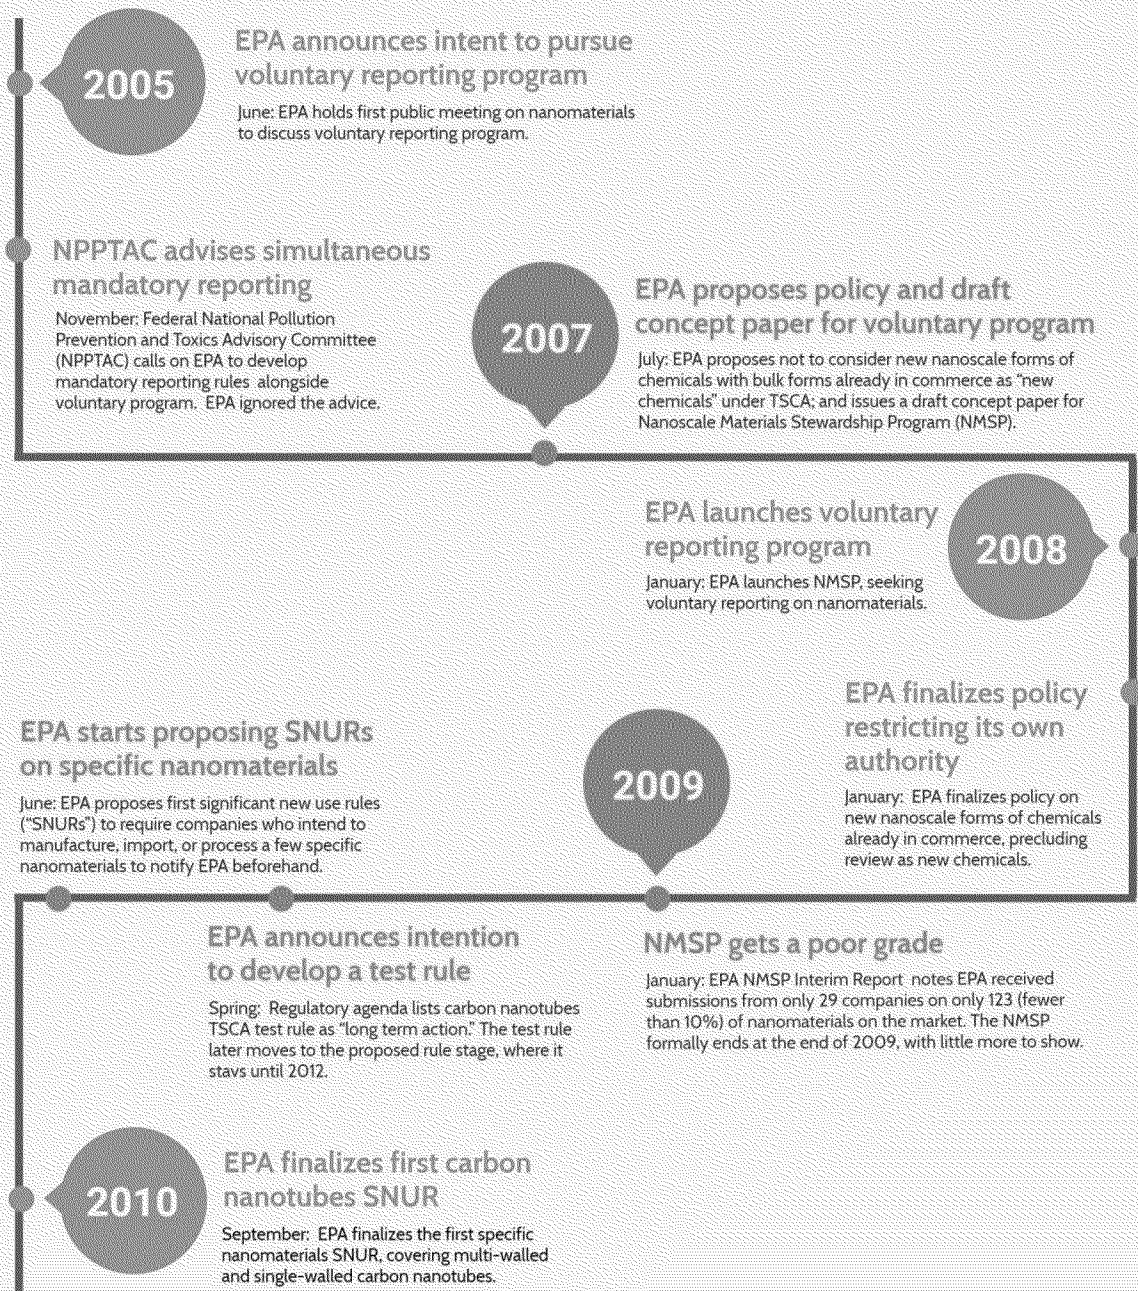 2005
EPA announces intent to pursue
voluntary reporting program
June: EPA holds first public meeting on nanomaterials
to discuss voluntary reporting program.
NPPTAC advises simultaneous
mandatory reporting
November: Federal National Pollution
Prevention and Toxics Advisory Committee
(NPPTAC) calls on EPA to develop
mandatory reporting rules alongside
voluntary program. EPA ignored the advice.
2007
EPA proposes policy and draft
concept paper for voluntary program
July: EPA proposes not to consider new nanoscale forms of
chemicals with bulk forms already in commerce as "new
chemicals" under TSCA; and issues a draft concept paper for
Nanoscale Materials Stewardship Program (NMSP).
2008
EPA launches voluntary
reporting program
January: EPA launches NMSP, seeking
voluntary reporting on nanomaterials.
EPA finalizes policy
restricting its own
authority
January: EPA finalizes policy on
new nanoscale forms of chemicals
already in commerce, precluding
review as new chemicals.
2009
NMSP gets a poor grade
January: EPA NMSP Interim Report notes EPA received
submissions from only 29 companies on only 123 (fewer
than 10%) of nanomaterials on the market. The NMSP
formally ends at the end of 2009, with little more to show.
EPA announces intention
to develop a test rule
Spring: Regulatory agenda lists carbon nanotubes
TSCA test rule as "long term action." The test rule
later moves to the proposed rule stage, where it
stays until 2012.
EPA starts proposing SNURs
on specific nanomaterials
June: EPA proposes first significant new use rules
("SNURs") to require companies who intend to
manufacture, import, or process a few specific
nanomaterials to notify EPA beforehand.
2010
EPA finalizes first carbon
nanotubes SNUR
September: EPA finalizes the first specific
nanomaterials SNUR, covering multi-walled
and single-walled carbon nanotubes.